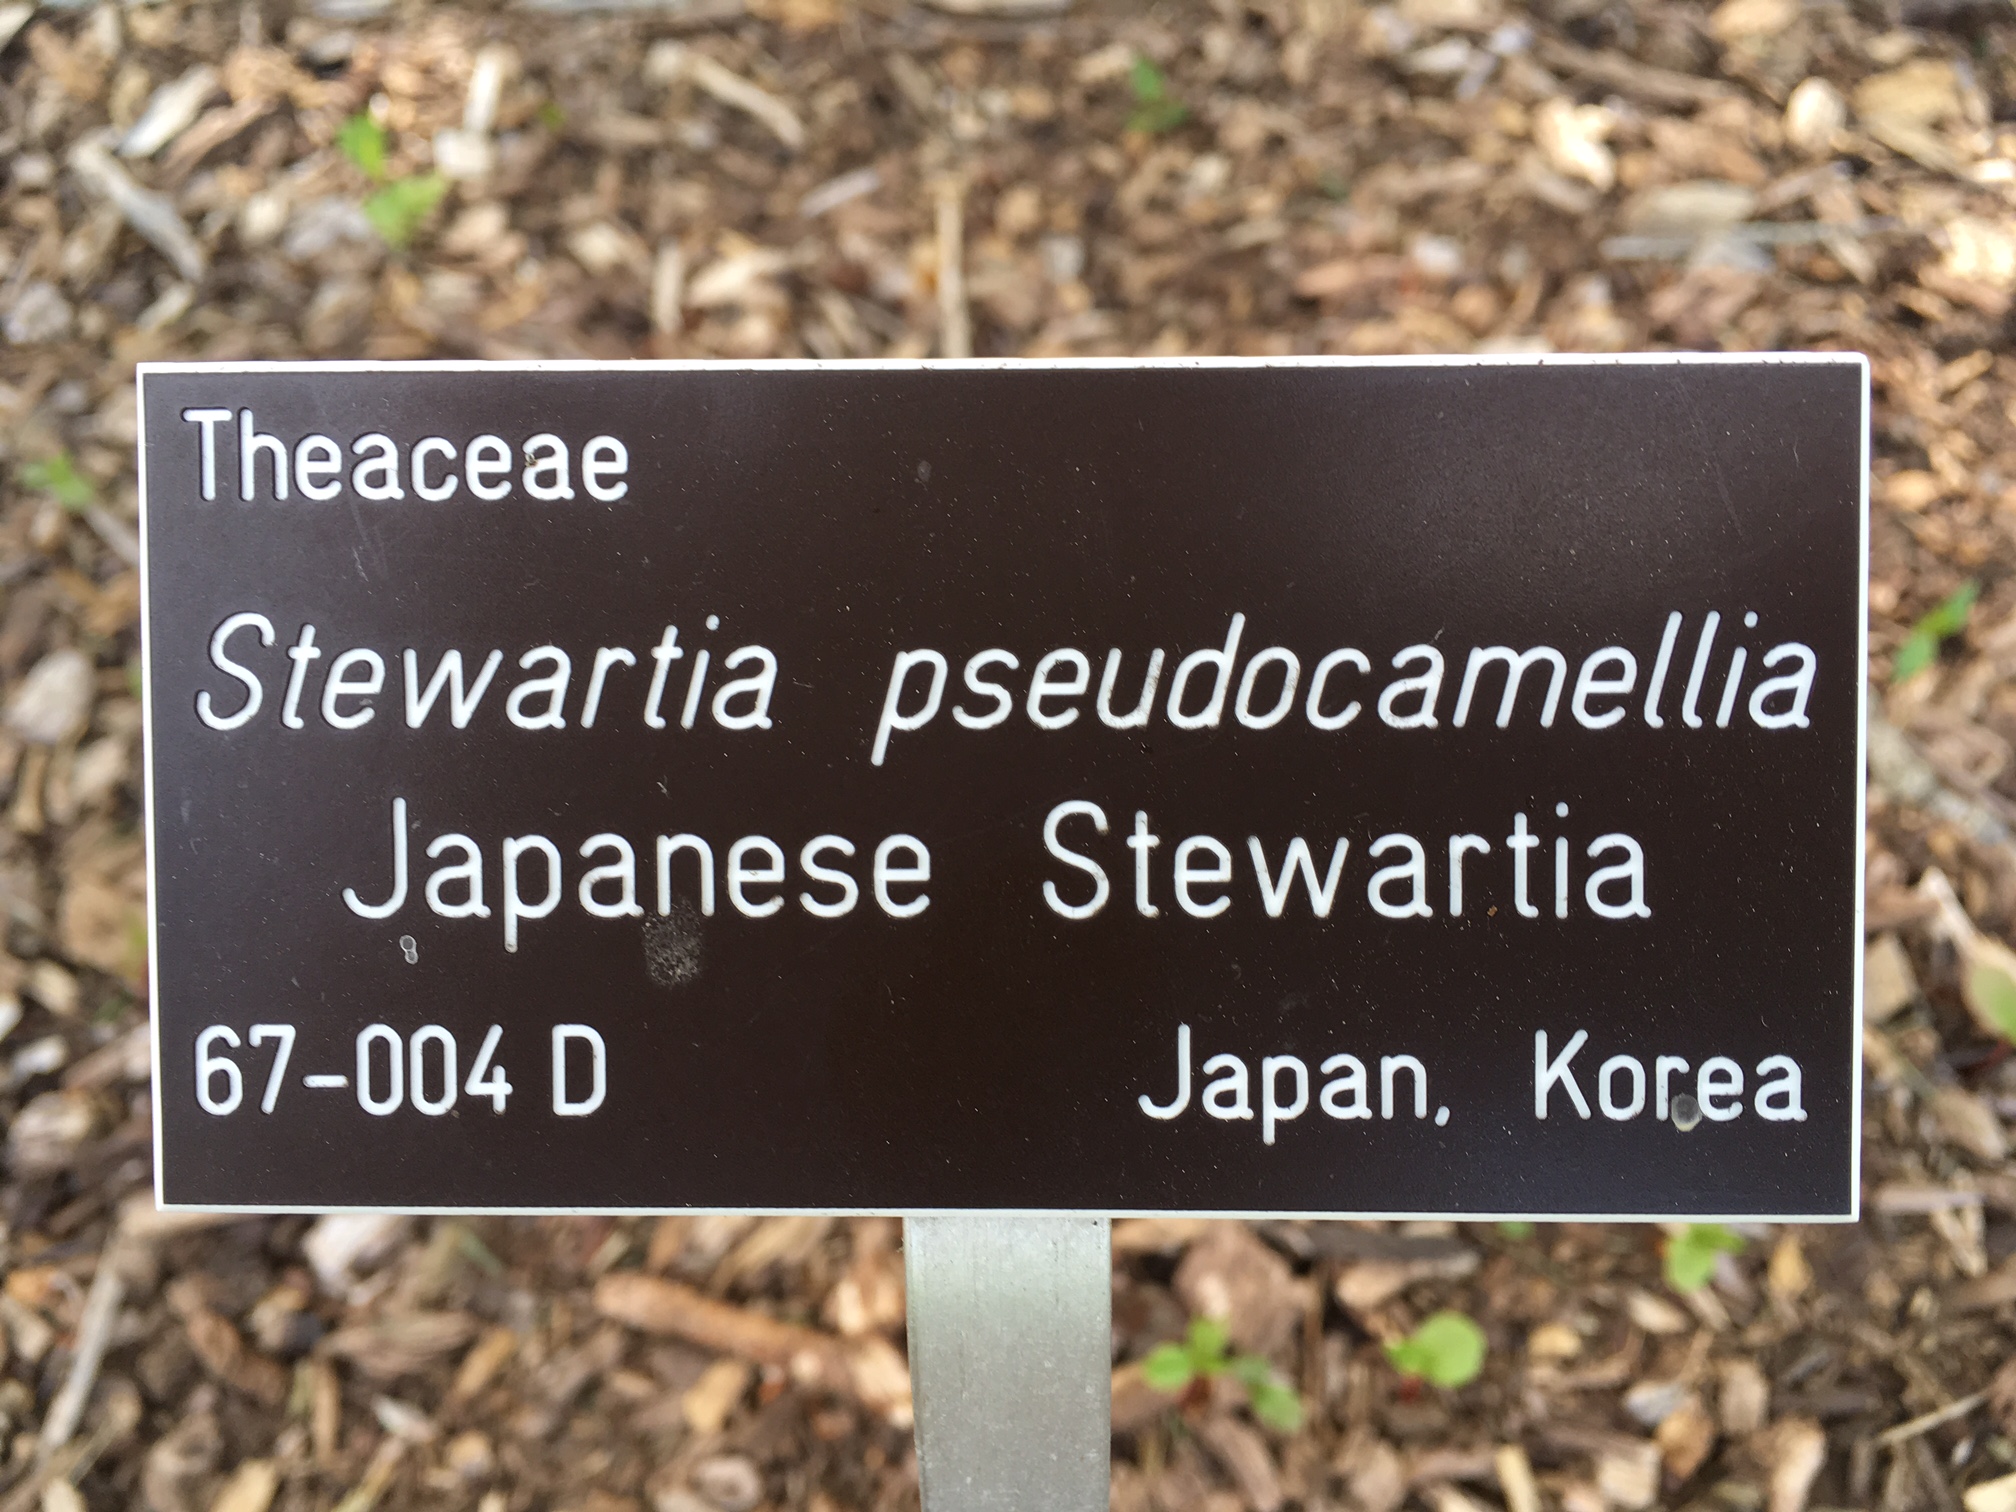 Theaceae
Stewartia pseudocamellia
Japanese Stewartia
67-004 D Japan, Korea